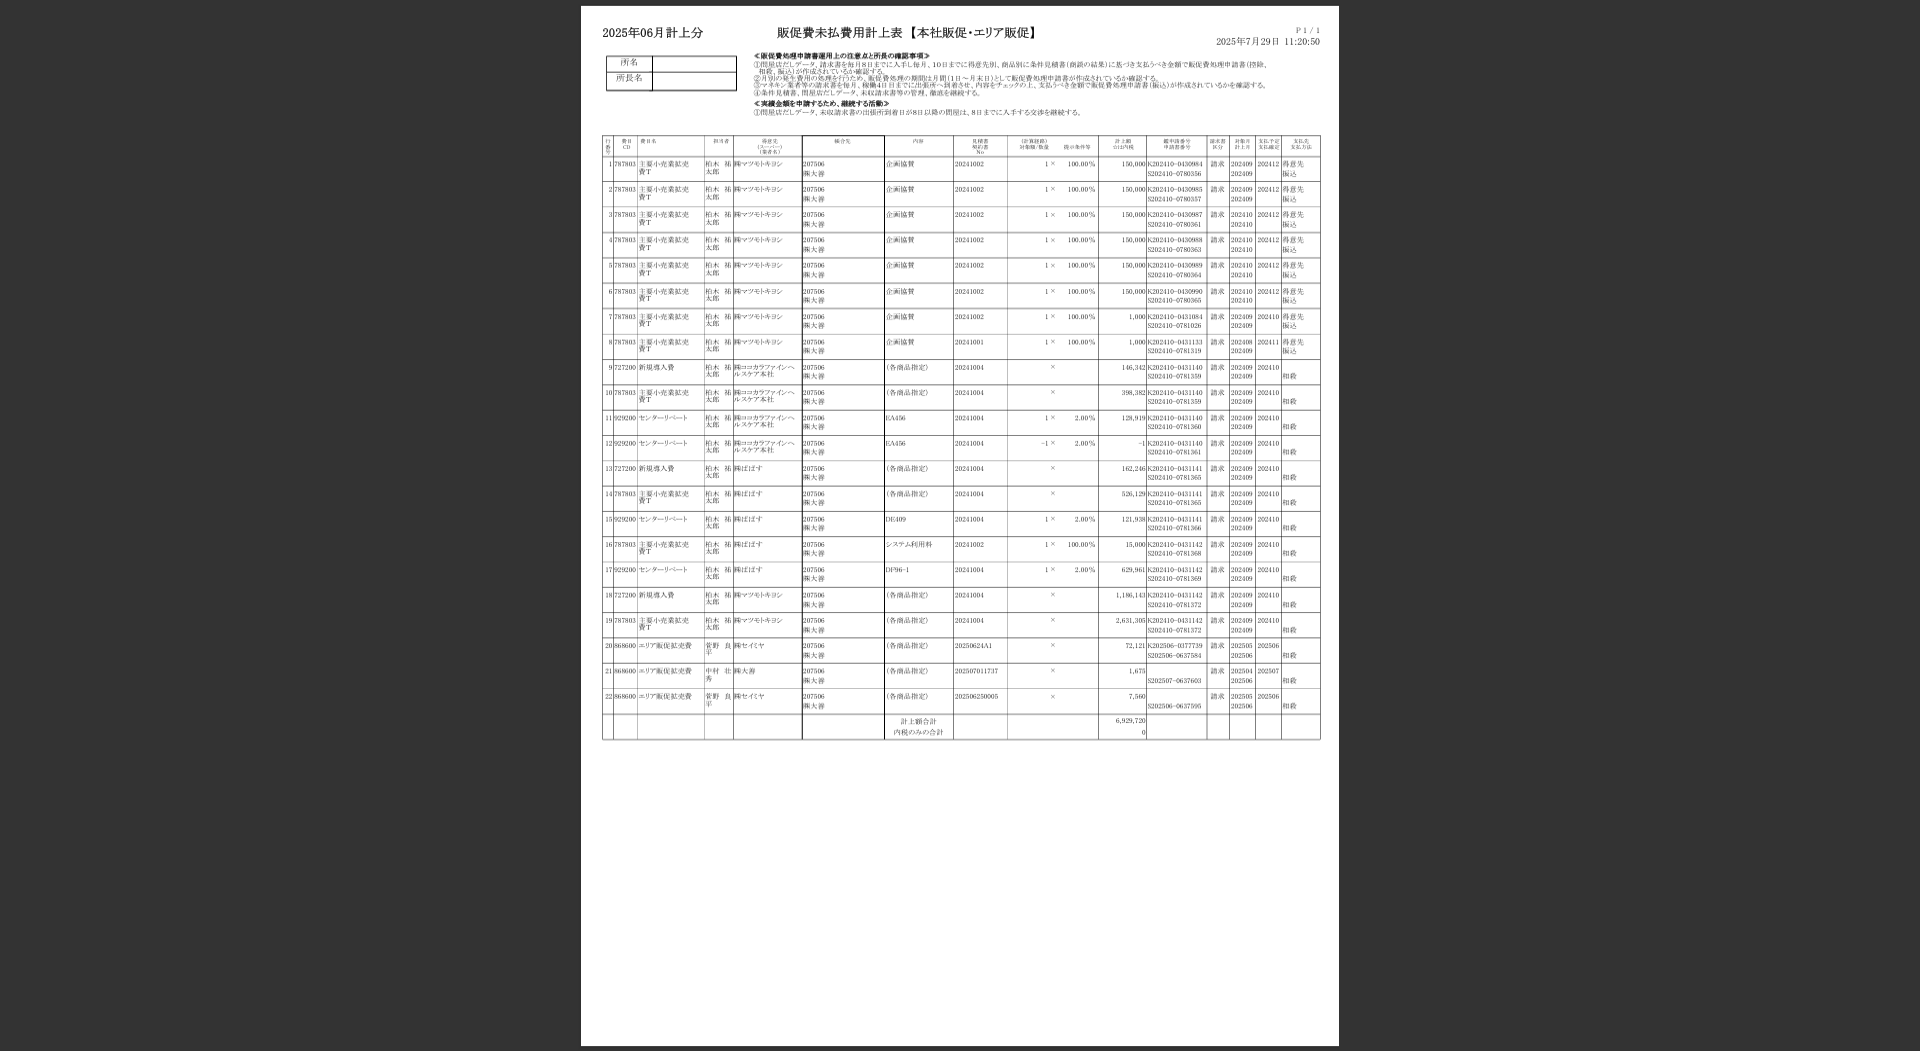 2025年06月計上分
販促費未払費用計上表【本社販促・エリア販促】
P 1 / 1
2025年7月29日 11:20:50
所名
所長名
≪販促費処理申請書運用上の注意点と所長の確認事項≫
①問屋店だしデータ、請求書を毎月8日までに入手し毎月、10日までに得意先別、商品別に条件見積書(商談の結果)に基づき支払うべき金額で販促費処理申請書(控除、
相殺、振込)が作成されているか確認する。
②月別の発生費用の処理を行うため、販促費処理の期間は月間(1日～月末日)として販促費処理申請書が作成されているか確認する。
③マネキン業者等の請求書を毎月、稼働4日目までに出張所へ到着させ、内容をチェックの上、支払うべき金額で販促費処理申請書(振込)が作成されているかを確認する。
④条件見積書、問屋店だしデータ、未収請求書等の管理、徹底を継続する。
≪実績金額を申請するため、継続する活動≫
①問屋店だしデータ、未収請求書の出張所到着日が8日以降の問屋は、8日までに入手する交渉を継続する。
行番号 費目CD 費目名 担当者 得意先(スーパー)(業者名) 帳合先 内容 見積書契約書No (計算総額)対象額/数量 提示条件等 計上額 鑑申請番号申請書番号 請求書区分 対象月計上月 支払予定支払確定 支払先支払方法
1 787803 主要小売業拡売 柏木 祐 ㈱マツモトキヨシ 207506 企画協賛 20241002 1 × 100.00% 150,000 K202410-0430984 請求 202409 202412 得意先
費T 太郎 ㈱大善 S202410-0780356 202409 振込
2 787803 主要小売業拡売 柏木 祐 ㈱マツモトキヨシ 207506 企画協賛 20241002 1 × 100.00% 150,000 K202410-0430985 請求 202409 202412 得意先
費T 太郎 ㈱大善 S202410-0780357 202409 振込
3 787803 主要小売業拡売 柏木 祐 ㈱マツモトキヨシ 207506 企画協賛 20241002 1 × 100.00% 150,000 K202410-0430987 請求 202410 202412 得意先
費T 太郎 ㈱大善 S202410-0780361 202410 振込
4 787803 主要小売業拡売 柏木 祐 ㈱マツモトキヨシ 207506 企画協賛 20241002 1 × 100.00% 150,000 K202410-0430988 請求 202410 202412 得意先
費T 太郎 ㈱大善 S202410-0780363 202410 振込
5 787803 主要小売業拡売 柏木 祐 ㈱マツモトキヨシ 207506 企画協賛 20241002 1 × 100.00% 150,000 K202410-0430989 請求 202410 202412 得意先
費T 太郎 ㈱大善 S202410-0780364 202410 振込
6 787803 主要小売業拡売 柏木 祐 ㈱マツモトキヨシ 207506 企画協賛 20241002 1 × 100.00% 150,000 K202410-0430990 請求 202410 202412 得意先
費T 太郎 ㈱大善 S202410-0780365 202410 振込
7 787803 主要小売業拡売 柏木 祐 ㈱マツモトキヨシ 207506 企画協賛 20241002 1 × 100.00% 1,000 K202410-0431084 請求 202409 202410 得意先
費T 太郎 ㈱大善 S202410-0781026 202409 振込
8 787803 主要小売業拡売 柏木 祐 ㈱マツモトキヨシ 207506 企画協賛 20241001 1 × 100.00% 1,000 K202410-0431133 請求 202408 202411 得意先
費T 太郎 ㈱大善 S202410-0781319 202409 振込
9 727200 新規導入費 柏木 祐 ㈱ココカラファインヘ 207506 (各商品指定) 20241004 × 146,342 K202410-0431140 請求 202409 202410
太郎 ルスケア本社 ㈱大善 S202410-0781359 202409 相殺
10 787803 主要小売業拡売 柏木 祐 ㈱ココカラファインヘ 207506 (各商品指定) 20241004 × 398,382 K202410-0431140 請求 202409 202410
費T 太郎 ルスケア本社 ㈱大善 S202410-0781359 202409 相殺
11 929200 センターリベート 柏木 祐 ㈱ココカラファインヘ 207506 EA456 20241004 1 × 2.00% 128,919 K202410-0431140 請求 202409 202410
太郎 ルスケア本社 ㈱大善 S202410-0781360 202409 相殺
12 929200 センターリベート 柏木 祐 ㈱ココカラファインヘ 207506 EA456 20241004 -1 × 2.00% -1 K202410-0431140 請求 202409 202410
太郎 ルスケア本社 ㈱大善 S202410-0781361 202409 相殺
13 727200 新規導入費 柏木 祐 ㈱ぱぱす 207506 (各商品指定) 20241004 × 162,246 K202410-0431141 請求 202409 202410
太郎 ㈱大善 S202410-0781365 202409 相殺
14 787803 主要小売業拡売 柏木 祐 ㈱ぱぱす 207506 (各商品指定) 20241004 × 526,129 K202410-0431141 請求 202409 202410
費T 太郎 ㈱大善 S202410-0781365 202409 相殺
15 929200 センターリベート 柏木 祐 ㈱ぱぱす 207506 DE409 20241004 1 × 2.00% 121,938 K202410-0431141 請求 202409 202410
太郎 ㈱大善 S202410-0781366 202409 相殺
16 787803 主要小売業拡売 柏木 祐 ㈱ぱぱす 207506 システム利用料 20241002 1 × 100.00% 15,000 K202410-0431142 請求 202409 202410
費T 太郎 ㈱大善 S202410-0781368 202409 相殺
17 929200 センターリベート 柏木 祐 ㈱ぱぱす 207506 DF96-1 20241004 1 × 2.00% 629,961 K202410-0431142 請求 202409 202410
太郎 ㈱大善 S202410-0781369 202409 相殺
18 727200 新規導入費 柏木 祐 ㈱マツモトキヨシ 207506 (各商品指定) 20241004 × 1,186,143 K202410-0431142 請求 202409 202410
太郎 ㈱大善 S202410-0781372 202409 相殺
19 787803 主要小売業拡売 柏木 祐 ㈱マツモトキヨシ 207506 (各商品指定) 20241004 × 2,631,305 K202410-0431142 請求 202409 202410
費T 太郎 ㈱大善 S202410-0781372 202409 相殺
20 868600 エリア販促拡売費 菅野 良 ㈱セイミヤ 207506 (各商品指定) 20250624A1 × 72,121 K202506-0377739 請求 202505 202506
平 ㈱大善 S202506-0637584 202506 相殺
21 868600 エリア販促拡売費 中村 壮 ㈱大善 207506 (各商品指定) 202507011737 × 1,675 請求 202504 202507
秀 ㈱大善 S202507-0637603 202506 相殺
22 868600 エリア販促拡売費 菅野 良 ㈱セイミヤ 207506 (各商品指定) 202506250005 × 7,560 請求 202505 202506
平 ㈱大善 S202506-0637595 202506 相殺
計上額合計 6,929,720
内税のみの合計 0